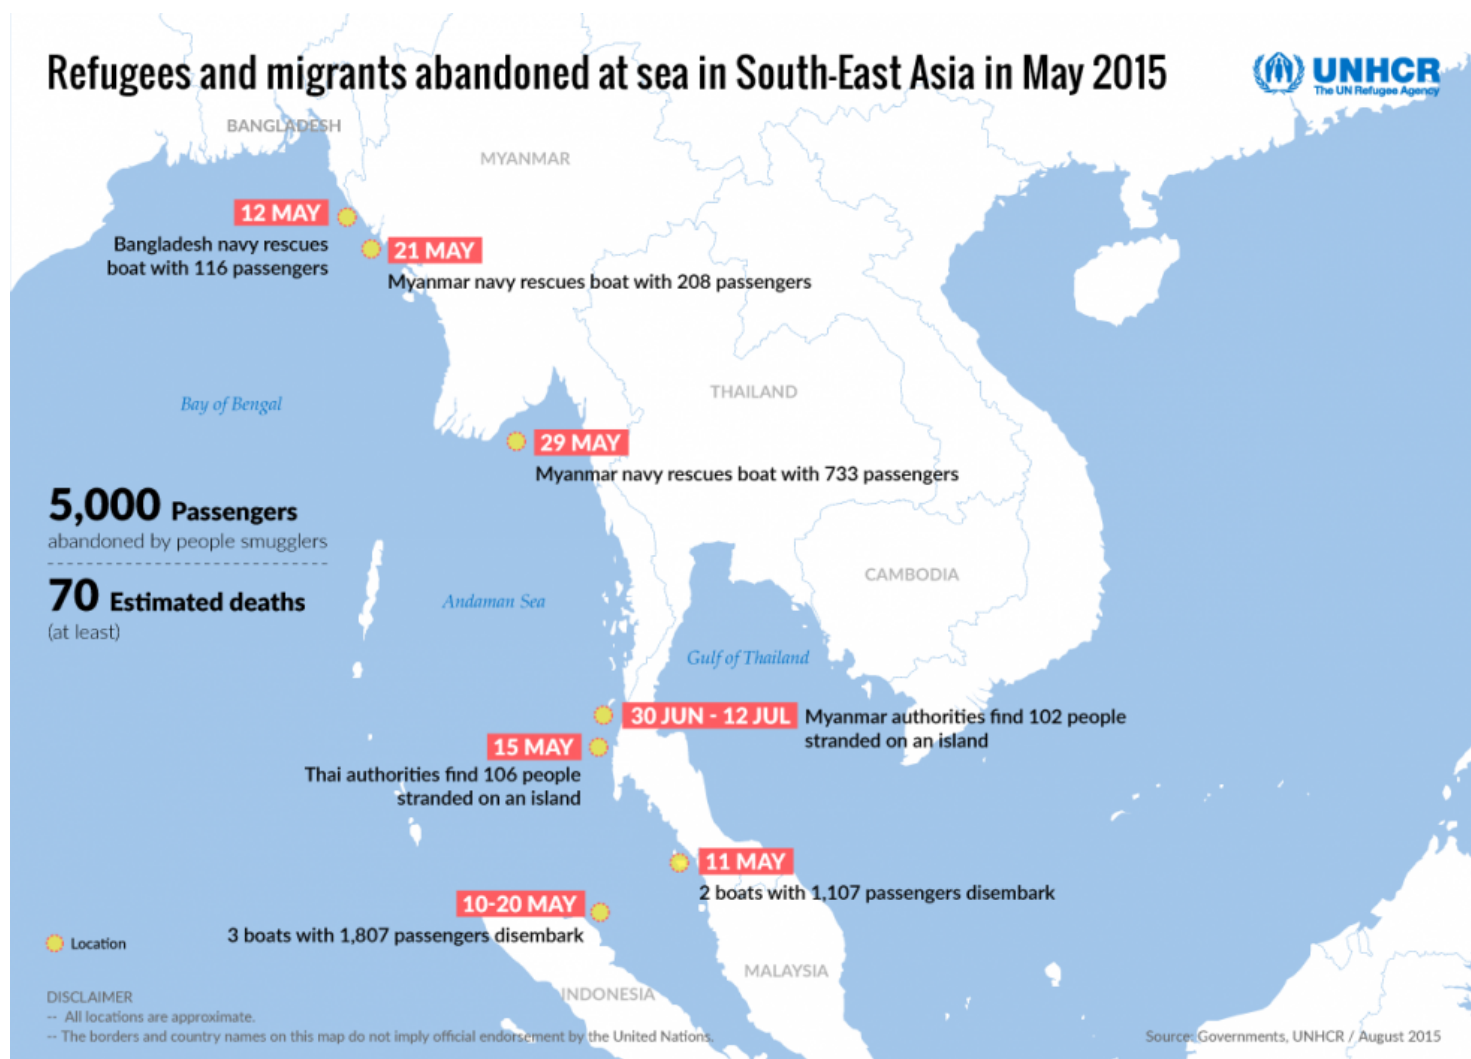 Refugees and migrants abandoned at sea in South-East Asia in May 2015
UNHCR
The UN Refugee Agency
BANGLADESH
MYANMAR
12 MAY
Bangladesh navy rescues
boat with 116 passengers
21 MAY
Myanmar navy rescues boat with 208 passengers
THAILAND
Bay of Bengal
29 MAY
Myanmar navy rescues boat with 733 passengers
5,000 Passengers
abandoned by people smugglers
70 Estimated deaths
(at least)
CAMBODIA
Andaman Sea
Gulf of Thailand
30 JUN - 12 JUL
Myanmar authorities find 102 people
stranded on an island
15 MAY
Thai authorities find 106 people
stranded on an island
11 MAY
2 boats with 1,107 passengers disembark
10-20 MAY
3 boats with 1,807 passengers disembark
Location
MALAYSIA
INDONESIA
DISCLAIMER
-- All locations are approximate.
-- The borders and country names on this map do not imply official endorsement by the United Nations.
Source: Governments, UNHCR / August 2015